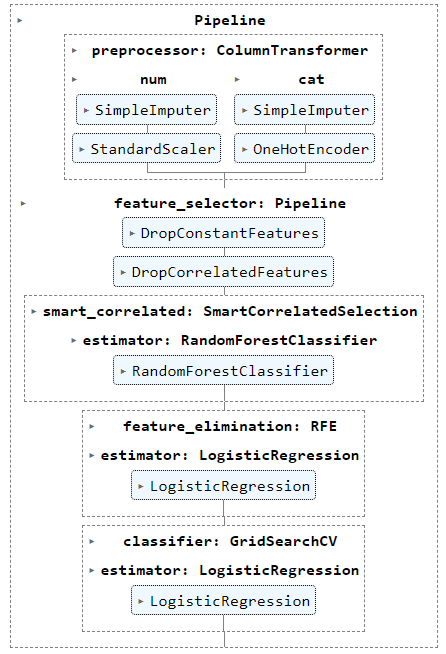 Pipeline
preprocessor: ColumnTransformer
num cat
SimpleImputer SimpleImputer
StandardScaler OneHotEncoder
feature_selector: Pipeline
DropConstantFeatures
DropCorrelatedFeatures
smart_correlated: SmartCorrelatedSelection
estimator: RandomForestClassifier
RandomForestClassifier
feature_elimination: RFE
estimator: LogisticRegression
LogisticRegression
classifier: GridSearchCV
estimator: LogisticRegression
LogisticRegression